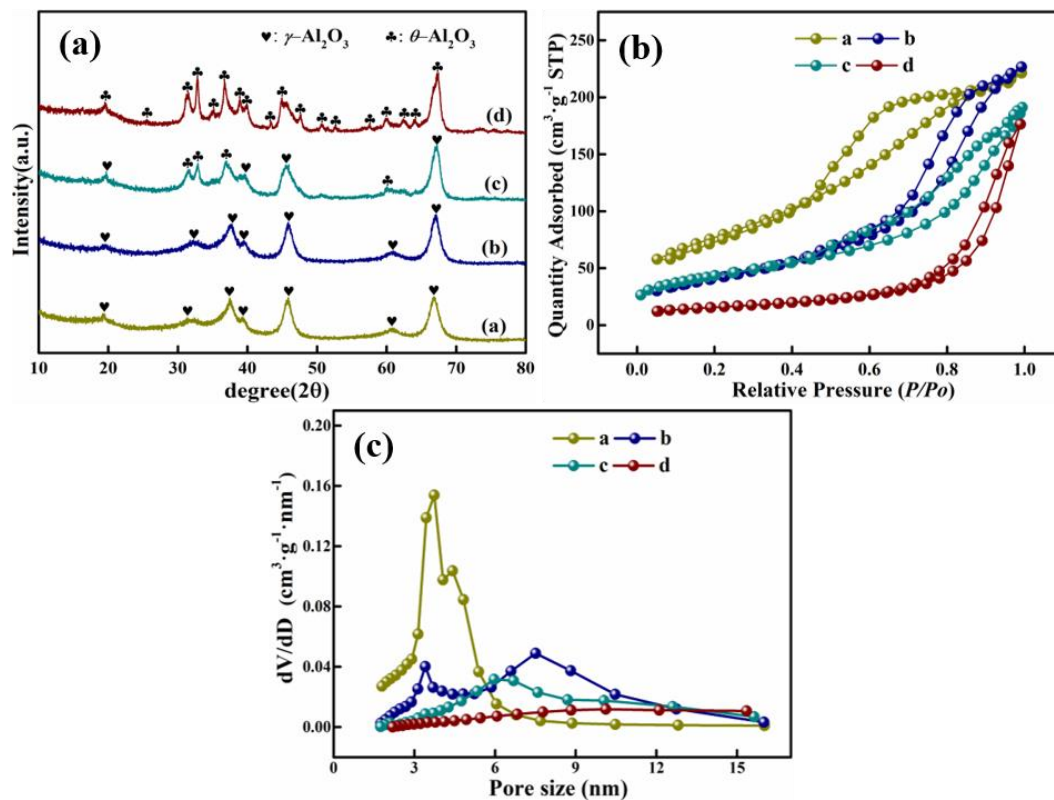 (a)
♥: γ–Al₂O₃ ♣: θ–Al₂O₃
(d)
(c)
(b)
(a)
Intensity(a.u.)
10 20 30 40 50 60 70 80
degree(2θ)
(b)
a b
c d
250
200
150
100
50
0
Quantity Adsorbed (cm³·g⁻¹ STP)
0.0 0.2 0.4 0.6 0.8 1.0
Relative Pressure (P/Po)
(c)
a b
c d
0.20
0.16
0.12
0.08
0.04
0.00
dV/dD (cm³·g⁻¹·nm⁻¹)
0 3 6 9 12 15
Pore size (nm)